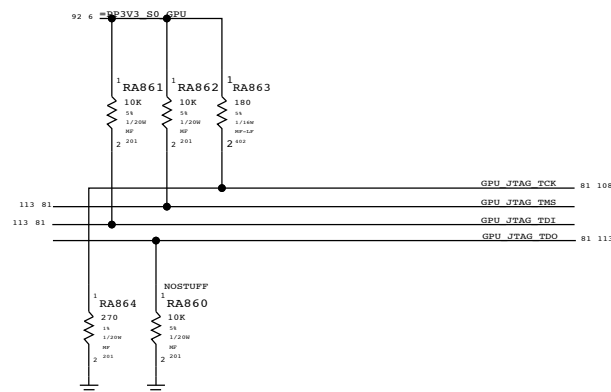 92 6 =PP3V3_S0_GPU
1 RA861
10K
5%
1/20W
MF
2 201
1 RA862
10K
5%
1/20W
MF
2 201
1 RA863
180
5%
1/16W
MF-LF
2 402
GPU_JTAG_TCK 81 108
113 81 GPU_JTAG_TMS
113 81 GPU_JTAG_TDI
GPU_JTAG_TDO 81 113
1 RA864
270
1%
1/20W
MF
2 201
NOSTUFF
1 RA860
10K
5%
1/20W
MF
2 201